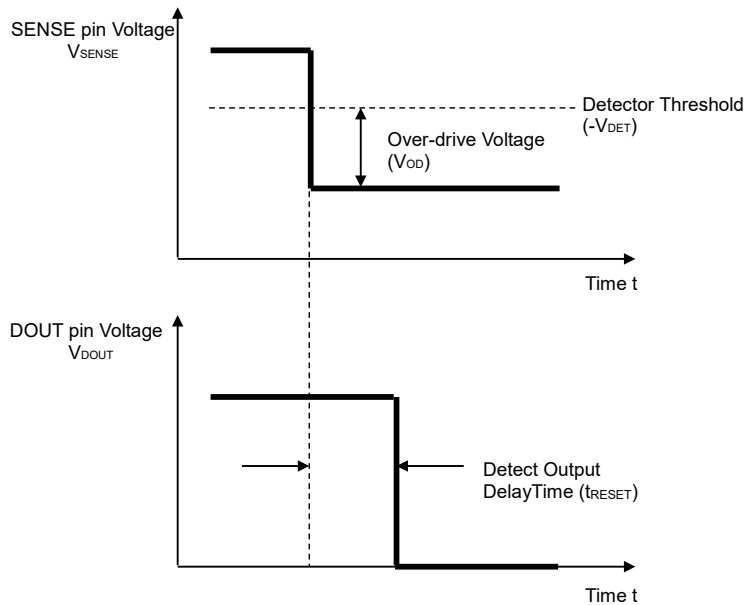 SENSE pin Voltage
VSENSE
Detector Threshold
(-VDET)
Over-drive Voltage
(VOD)
Time t
DOUT pin Voltage
VDOUT
Detect Output
DelayTime (tRESET)
Time t